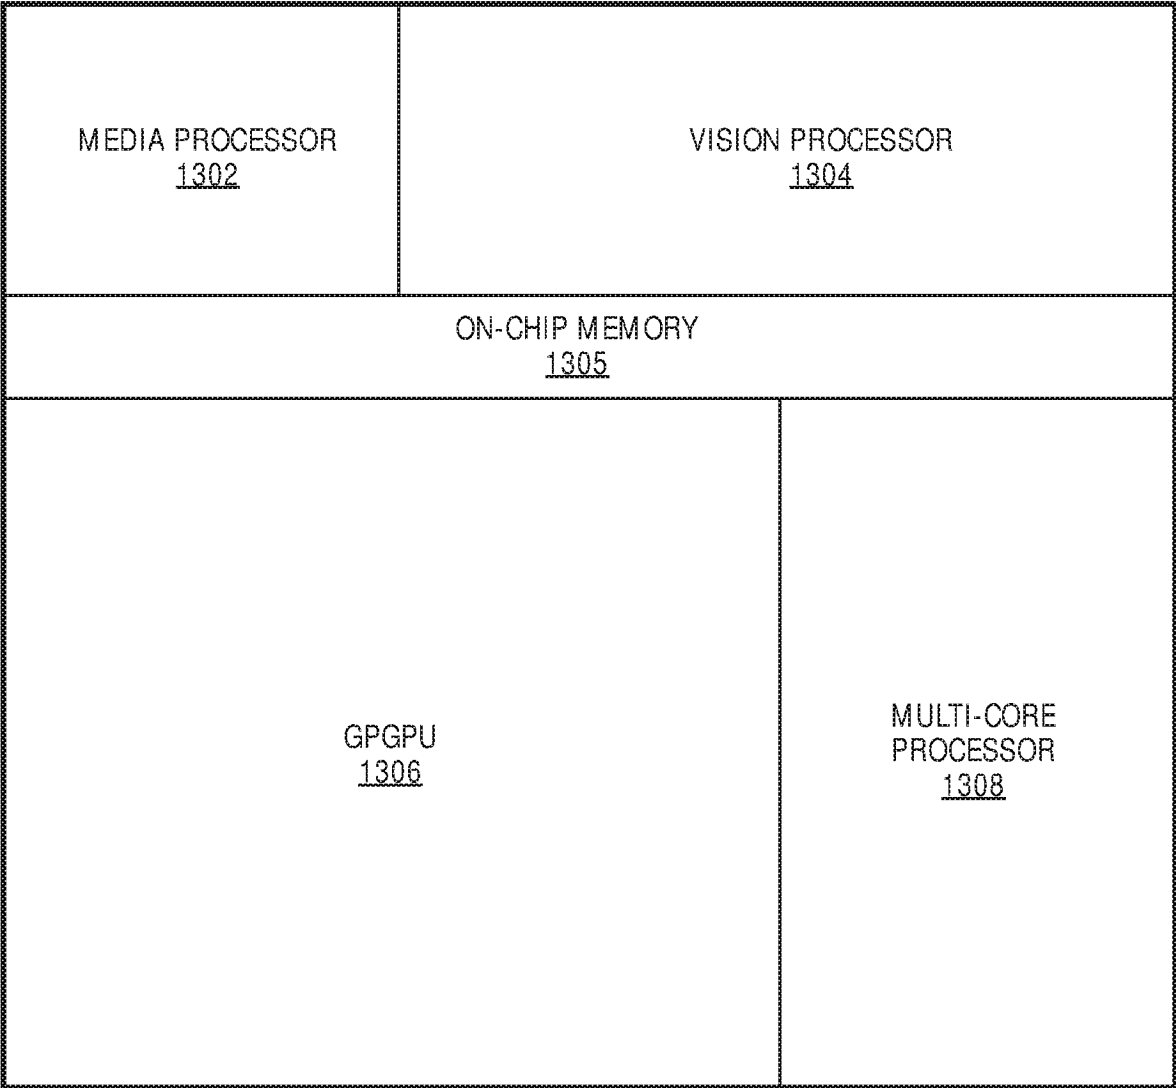 MEDIA PROCESSOR
1302
VISION PROCESSOR
1304
ON-CHIP MEMORY
1305
GPGPU
1306
MULTI-CORE
PROCESSOR
1308